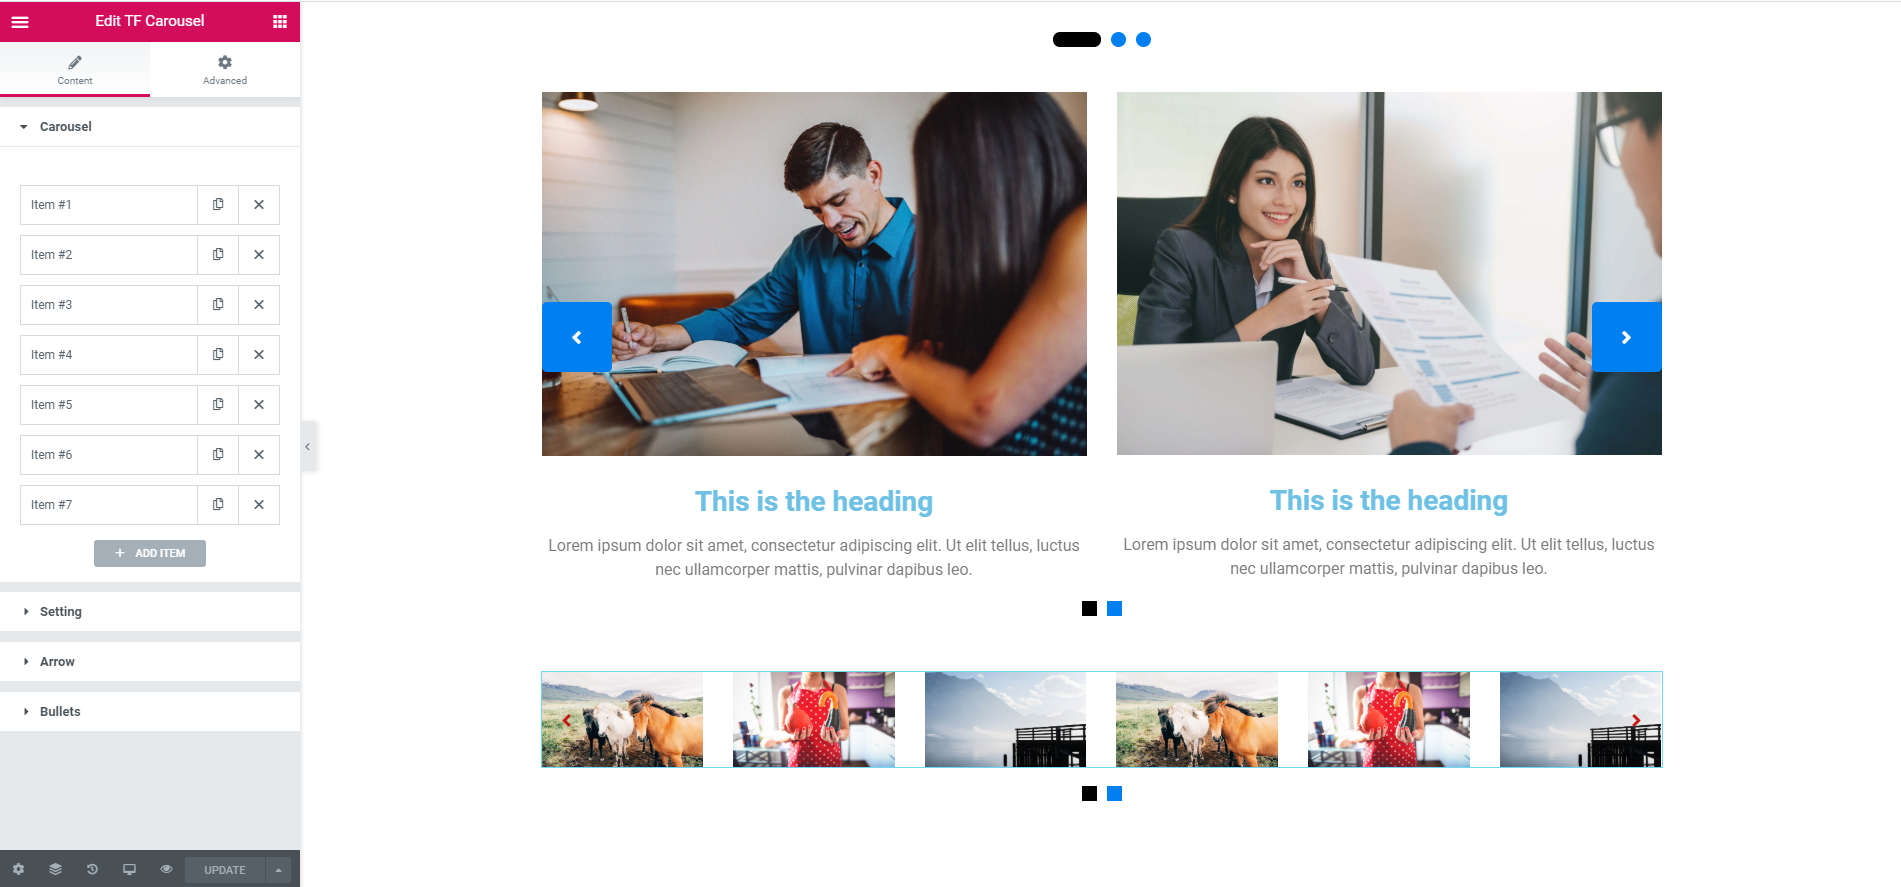 Edit TF Carousel
Content
Advanced
Carousel
Item #1
Item #2
Item #3
Item #4
Item #5
Item #6
Item #7
+ ADD ITEM
Setting
Arrow
Bullets
UPDATE
This is the heading
Lorem ipsum dolor sit amet, consectetur adipiscing elit. Ut elit tellus, luctus
nec ullamcorper mattis, pulvinar dapibus leo.
This is the heading
Lorem ipsum dolor sit amet, consectetur adipiscing elit. Ut elit tellus, luctus
nec ullamcorper mattis, pulvinar dapibus leo.